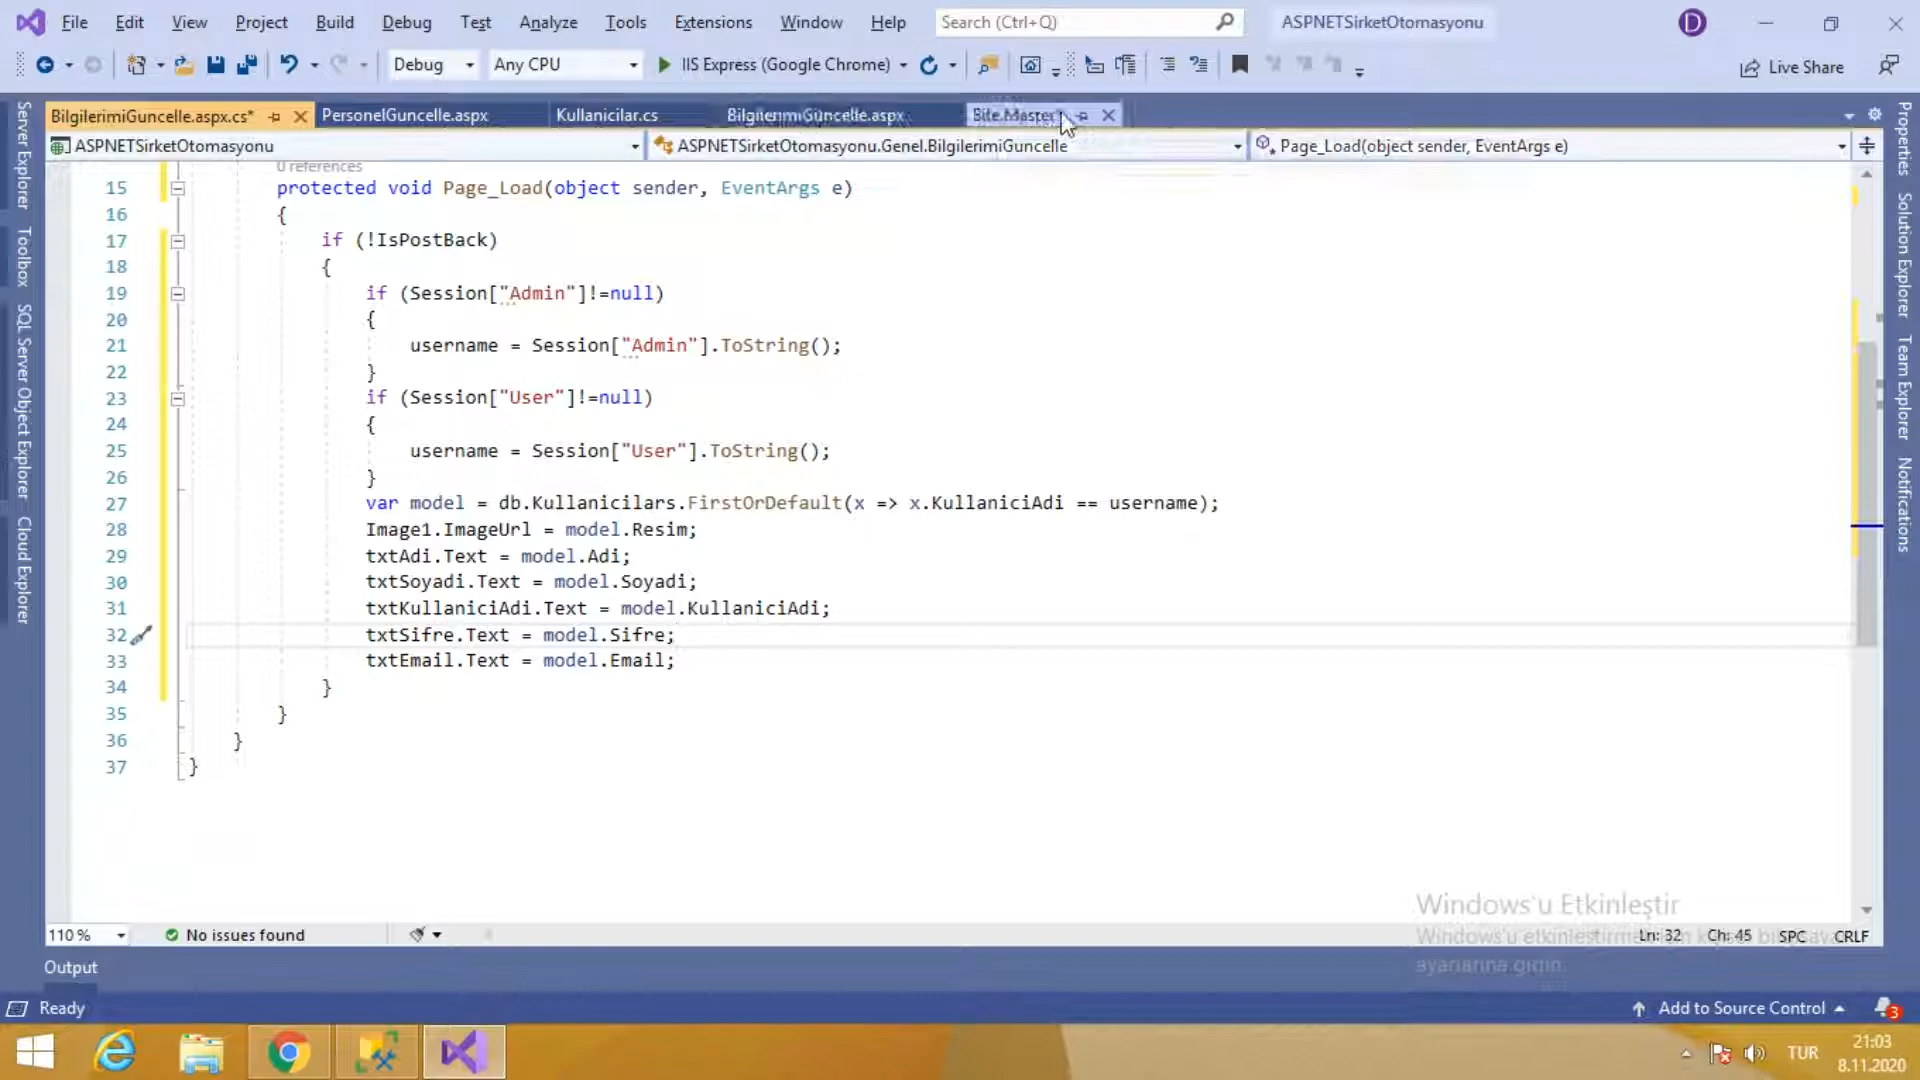 File Edit View Project Build Debug Test Analyze Tools Extensions Window Help Search (Ctrl+Q) ASPNETSirketOtomasyonu D
Debug Any CPU IIS Express (Google Chrome) Live Share
BilgilerimiGuncelle.aspx.cs* PersonelGuncelle.aspx Kullanicilar.cs BilgilerimiGuncelle.aspx
ASPNETSirketOtomasyonu ASPNETSirketOtomasyonu.Genel.BilgilerimiGuncelle Page_Load(object sender, EventArgs e)
0 references
15 protected void Page_Load(object sender, EventArgs e)
16 {
17 if (!IsPostBack)
18 {
19 if (Session["Admin"]!=null)
20 {
21 username = Session["Admin"].ToString();
22 }
23 if (Session["User"]!=null)
24 {
25 username = Session["User"].ToString();
26 }
27 var model = db.Kullanicilars.FirstOrDefault(x => x.KullaniciAdi == username);
28 Image1.ImageUrl = model.Resim;
29 txtAdi.Text = model.Adi;
30 txtSoyadi.Text = model.Soyadi;
31 txtKullaniciAdi.Text = model.KullaniciAdi;
32 txtSifre.Text = model.Sifre;
33 txtEmail.Text = model.Email;
34 }
35 }
36 }
37 }
Server Explorer
Toolbox
SQL Server Object Explorer
Cloud Explorer
Properties
Solution Explorer
Team Explorer
Notifications
Windows'u Etkinleştir
Windows'u etkinleştirmek
110 % No issues found Ln: 32 Ch: 45 SPC CRLF
Output
Ready Add to Source Control 3
TUR 21:03
8.11.2020